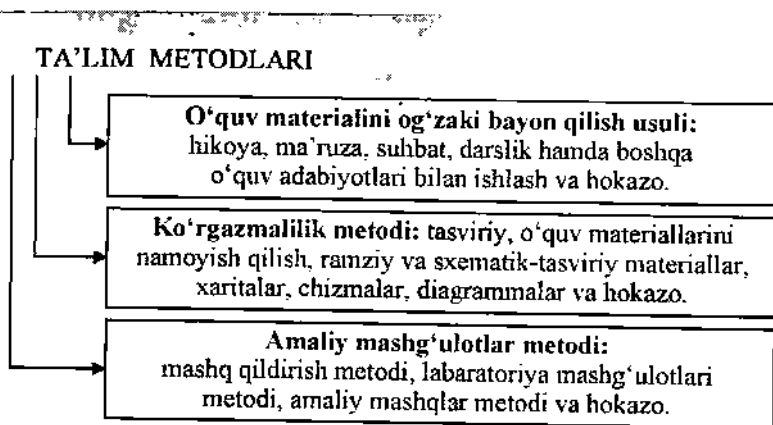 TA’LIM METODLARI
O‘quv materialini og‘zaki bayon qilish usuli:
hikoya, ma’ruza, suhbat, darslik hamda boshqa
o‘quv adabiyotlari bilan ishlash va hokazo.
Ko‘rgazmalilik metodi: tasviriy, o‘quv materiallarini
namoyish qilish, ramziy va sxematik-tasviriy materiallar,
xaritalar, chizmalar, diagrammalar va hokazo.
Amaliy mashg‘ulotlar metodi:
mashq qildirish metodi, labaratoriya mashg‘ulotlari
metodi, amaliy mashqlar metodi va hokazo.